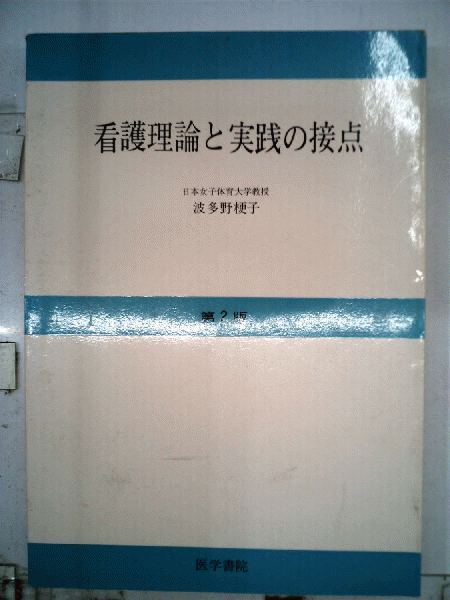 看護理論と実践の接点
日本女子体育大学教授
波多野梗子
第2版
医学書院